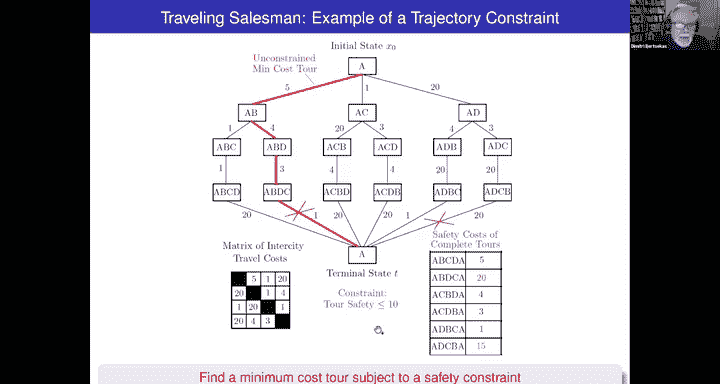 Traveling Salesman: Example of a Trajectory Constraint
Dimitri Bertsekas
Initial State x₀
Unconstrained
Min Cost Tour
A
5 1 20
AB AC AD
1 4 20 3 4 3
ABC ABD ACB ACD ADB ADC
1 3 4 4 20 20
ABCD ABDC ACBD ACDB ADBC ADCB
20 1 20 20 1 20
A
Terminal State t
Matrix of Intercity
Travel Costs
5 1 20
20 1 4
1 20 1
20 4 3
Constraint:
Tour Safety ≤ 10
Safety Costs of
Complete Tours
ABCDA 5
ABDCA 20
ACBDA 4
ACDBA 3
ADBCA 1
ADCBA 15
Find a minimum cost tour subject to a safety constraint